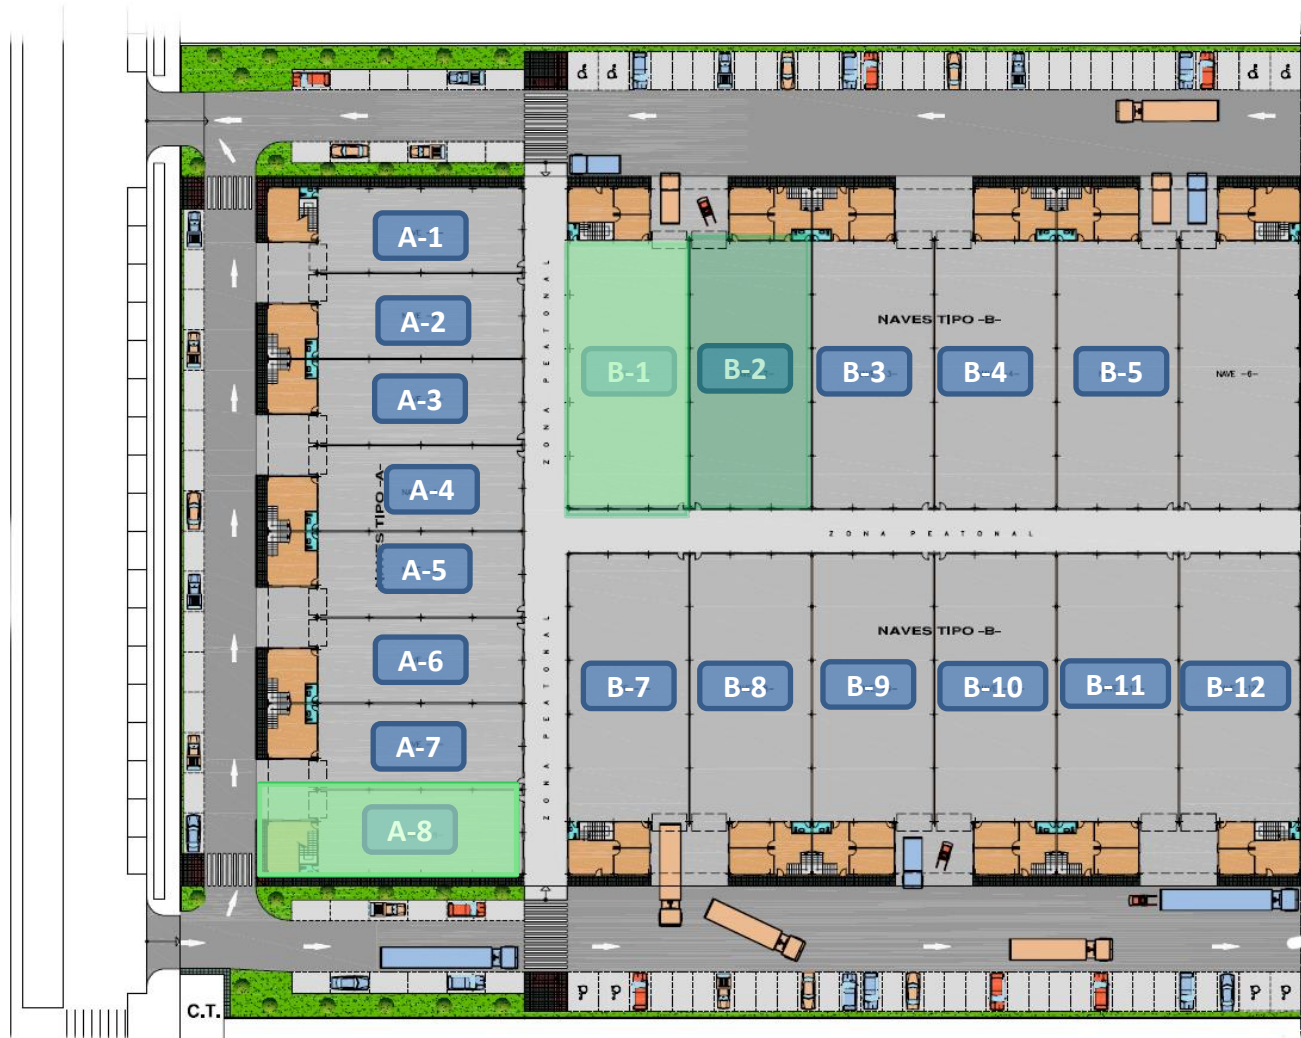 A-1
A-2
A-3
A-4
A-5
A-6
A-7
A-8
NAVES TIPO -A-
ZONA PEATONAL
ZONA PEATONAL
B-1
B-2
B-3
B-4
B-5
NAVES TIPO -B-
NAVE -6-
ZONA PEATONAL
NAVES TIPO -B-
B-7
B-8
B-9
B-10
B-11
B-12
C.T.